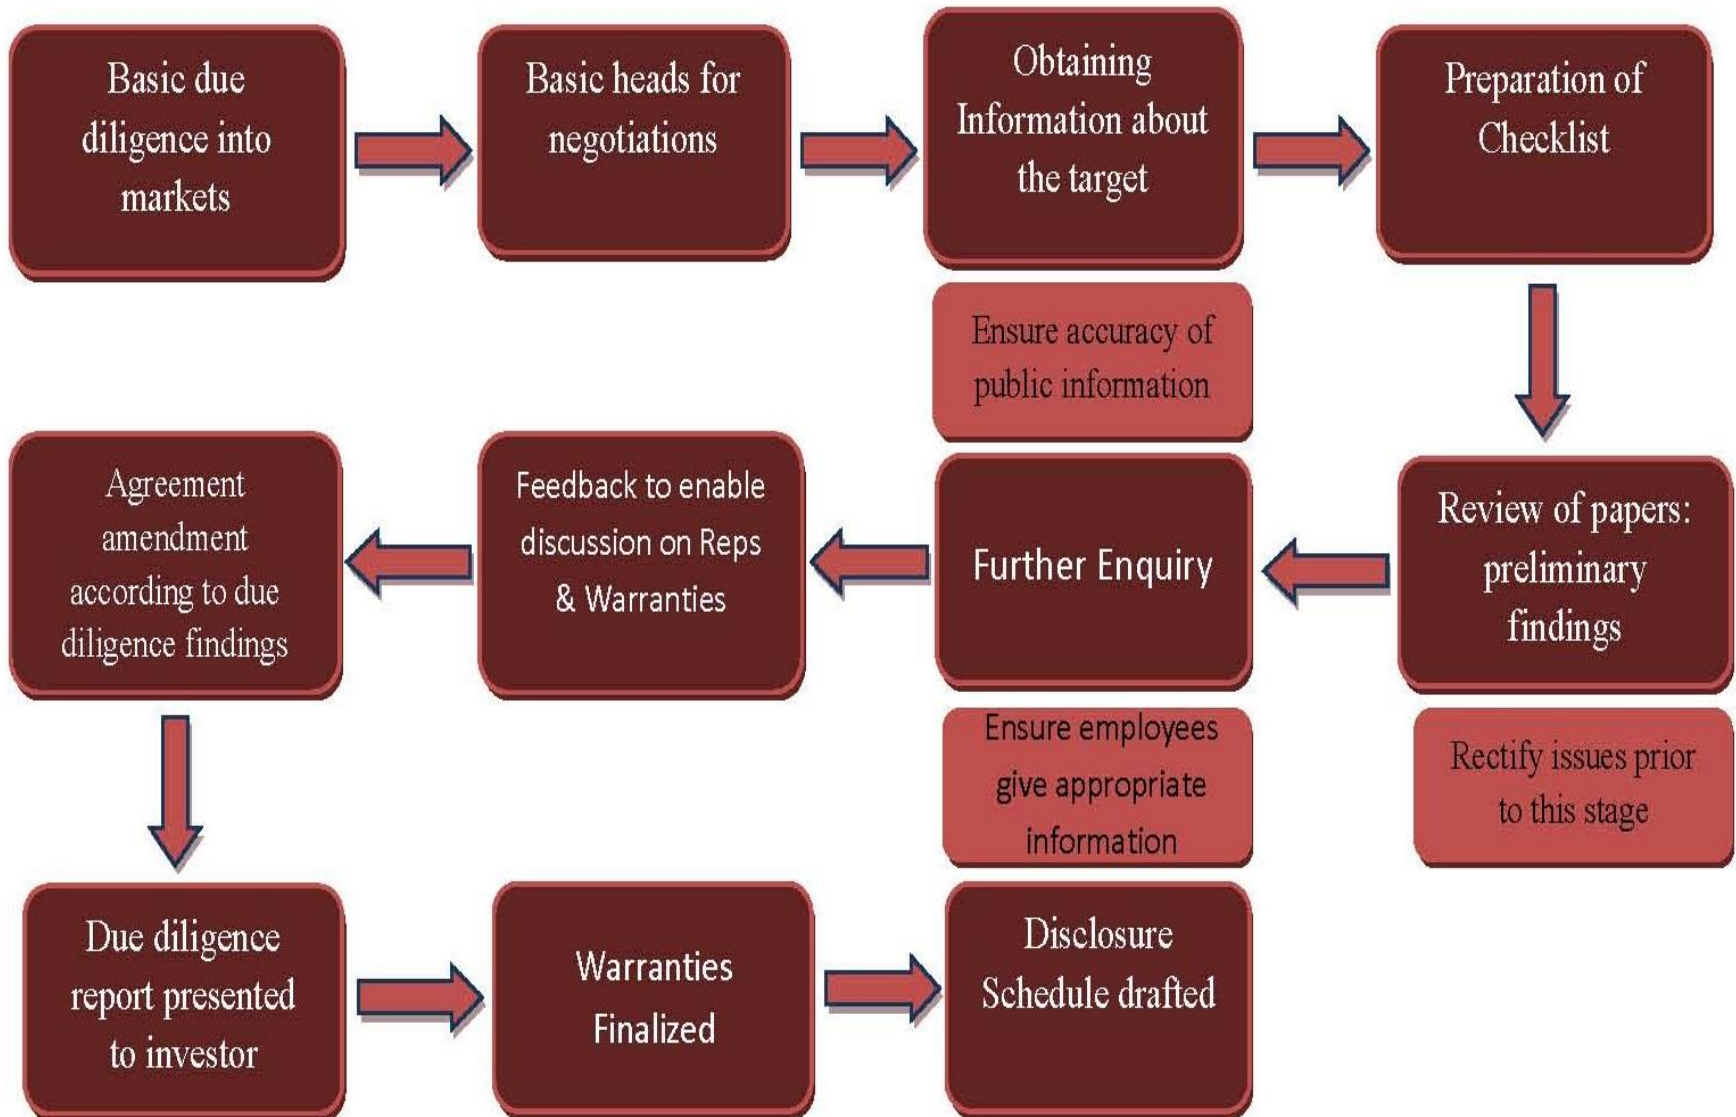 Basic due
diligence into
markets
Basic heads for
negotiations
Obtaining
Information about
the target
Preparation of
Checklist
Ensure accuracy of
public information
Review of papers:
preliminary
findings
Rectify issues prior
to this stage
Further Enquiry
Ensure employees
give appropriate
information
Feedback to enable
discussion on Reps
& Warranties
Agreement
amendment
according to due
diligence findings
Due diligence
report presented
to investor
Warranties
Finalized
Disclosure
Schedule drafted